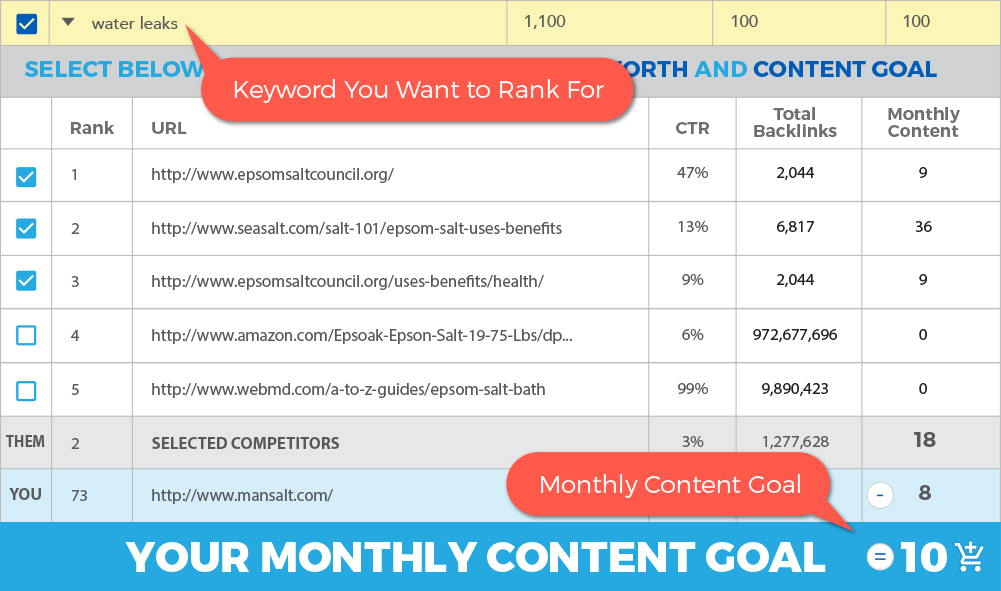 water leaks 1,100 100 100
SELECT BELOW
ORTH AND CONTENT GOAL
Keyword You Want to Rank For
Rank URL CTR Total Backlinks Monthly Content
1 http://www.epsomsaltcouncil.org/ 47% 2,044 9
2 http://www.seasalt.com/salt-101/epsom-salt-uses-benefits 13% 6,817 36
3 http://www.epsomsaltcouncil.org/uses-benefits/health/ 9% 2,044 9
4 http://www.amazon.com/Epsoak-Epson-Salt-19-75-Lbs/dp... 6% 972,677,696 0
5 http://www.webmd.com/a-to-z-guides/epsom-salt-bath 99% 9,890,423 0
THEM 2 SELECTED COMPETITORS 3% 1,277,628 18
YOU 73 http://www.mansalt.com/ - 8
Monthly Content Goal
YOUR MONTHLY CONTENT GOAL = 10